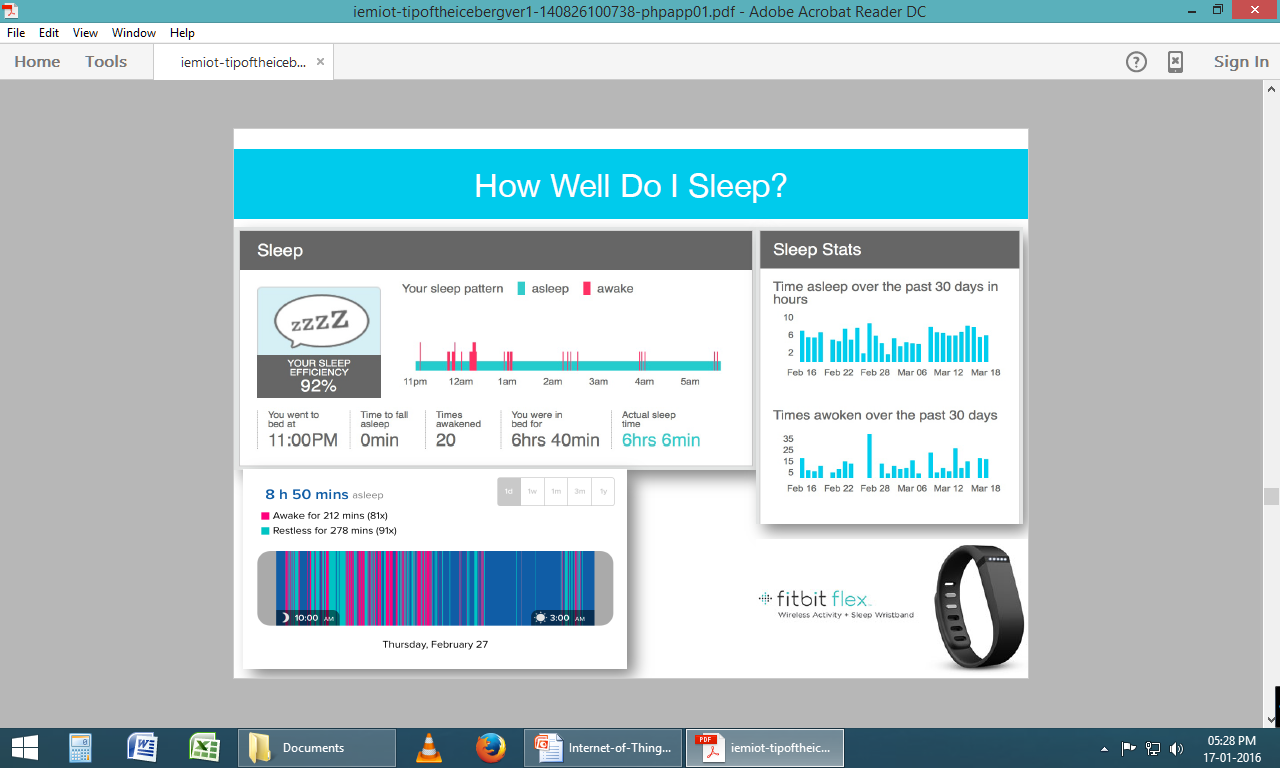 iemiot-tipoftheicebergver1-140826100738-phpapp01.pdf - Adobe Acrobat Reader DC
File Edit View Window Help
Home Tools iemiot-tipoftheiceb... × ? Sign In
How Well Do I Sleep?
Sleep
zzzZ
YOUR SLEEP
EFFICIENCY
92%
Your sleep pattern asleep awake
11pm 12am 1am 2am 3am 4am 5am
You went to
bed at
11:00PM
Time to fall
asleep
0min
Times
awakened
20
You were in
bed for
6hrs 40min
Actual sleep
time
6hrs 6min
Sleep Stats
Time asleep over the past 30 days in
hours
10
6
2
Feb 16 Feb 22 Feb 28 Mar 06 Mar 12 Mar 18
Times awoken over the past 30 days
35
25
15
5
Feb 16 Feb 22 Feb 28 Mar 06 Mar 12 Mar 18
8 h 50 mins asleep
1d 1w 1m 3m 1y
Awake for 212 mins (81x)
Restless for 278 mins (91x)
10:00 AM
3:00 AM
Thursday, February 27
fitbit flex™
Wireless Activity + Sleep Wristband
Documents
Internet-of-Thing...
PDF
iemiot-tipoftheic...
05:28 PM
17-01-2016